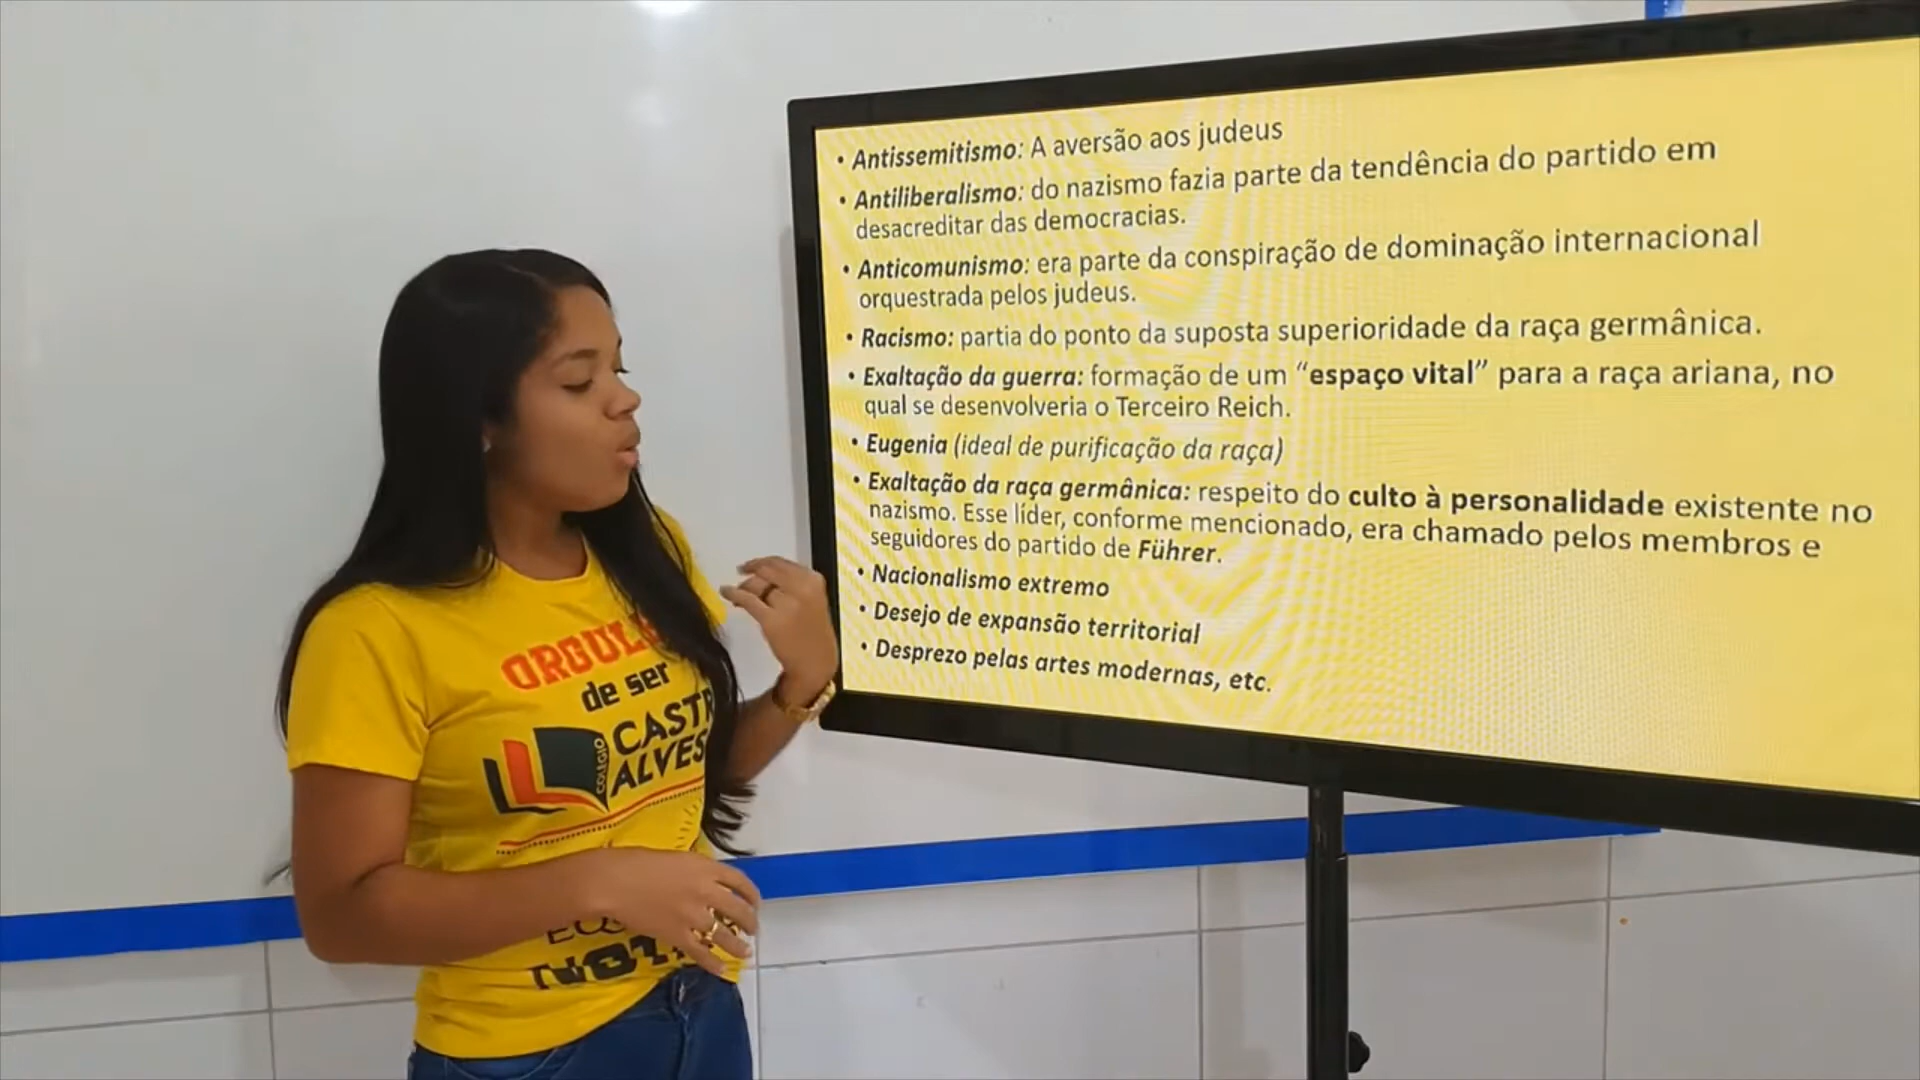 • Antissemitismo: A aversão aos judeus
• Antiliberalismo: do nazismo fazia parte da tendência do partido em
desacreditar das democracias.
• Anticomunismo: era parte da conspiração de dominação internacional
orquestrada pelos judeus.
• Racismo: partia do ponto da suposta superioridade da raça germânica.
• Exaltação da guerra: formação de um “espaço vital” para a raça ariana, no
qual se desenvolveria o Terceiro Reich.
• Eugenia (ideal de purificação da raça)
• Exaltação da raça germânica: respeito do culto à personalidade existente no
nazismo. Esse líder, conforme mencionado, era chamado pelos membros e
seguidores do partido de Führer.
• Nacionalismo extremo
• Desejo de expansão territorial
• Desprezo pelas artes modernas, etc.
de ser
COLÉGIO
ALVES